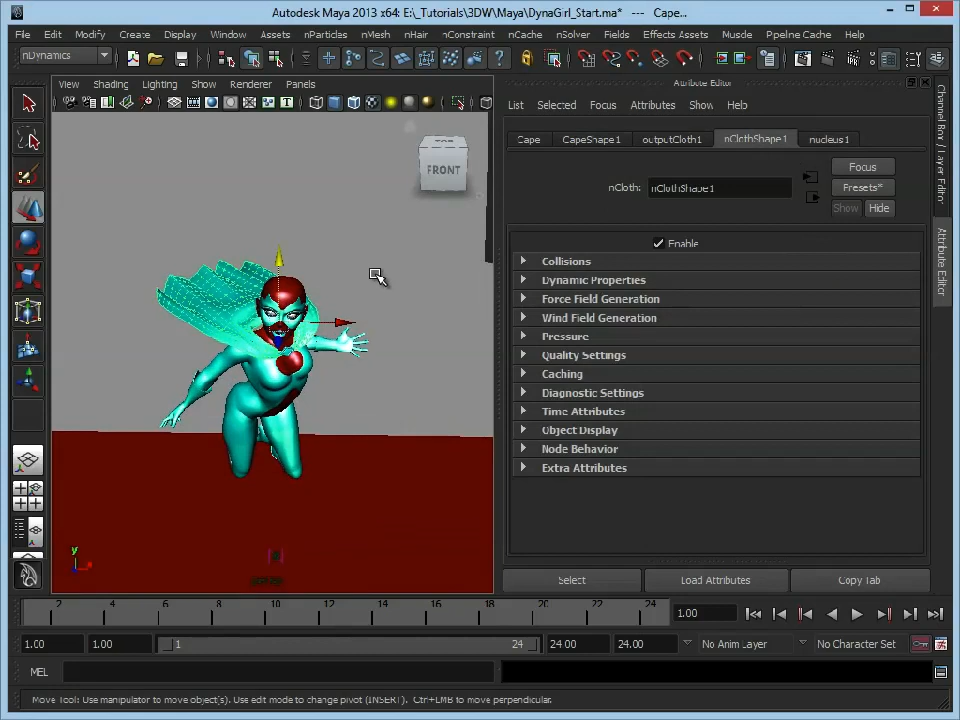 Autodesk Maya 2013 x64: E:\_Tutorials\3DW\Maya\DynaGirl_Start.ma* --- Cape...
File Edit Modify Create Display Window Assets nParticles nMesh nHair nConstraint nCache nSolver Fields Effects Assets Muscle Pipeline Cache Help
nDynamics
View Shading Lighting Show Renderer Panels
Attribute Editor
List Selected Focus Attributes Show Help
Cape CapeShape1 outputCloth1 nClothShape1 nucleus1
nCloth: nClothShape1
Focus
Presets*
Show Hide
Enable
Collisions
Dynamic Properties
Force Field Generation
Wind Field Generation
Pressure
Quality Settings
Caching
Diagnostic Settings
Time Attributes
Object Display
Node Behavior
Extra Attributes
Select Load Attributes Copy Tab
Channel Box / Layer Editor
Attribute Editor
FRONT
y
2 4 6 8 10 12 14 16 18 20 22 24
1.00
1.00 1.00 1 24 24.00 24.00 No Anim Layer No Character Set
MEL
Move Tool: Use manipulator to move object(s). Use edit mode to change pivot (INSERT). Ctrl+LMB to move perpendicular.